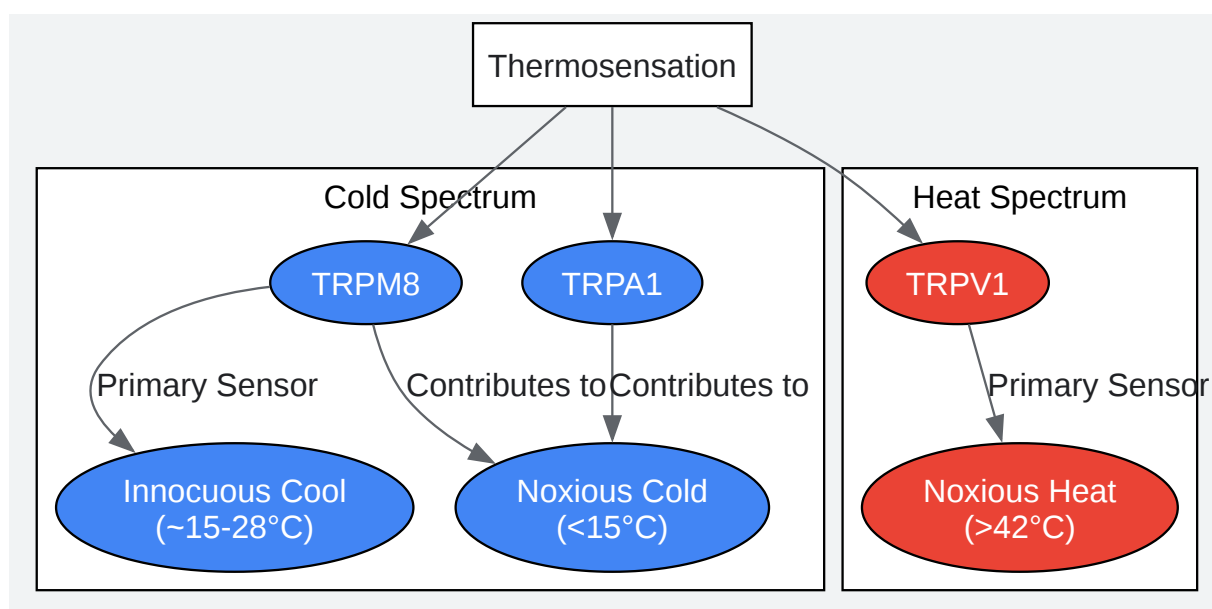 Thermosensation
Cold Spectrum
Heat Spectrum
TRPM8
TRPA1
TRPV1
Primary Sensor
Contributes to
Contributes to
Primary Sensor
Innocuous Cool
(~15-28°C)
Noxious Cold
(<15°C)
Noxious Heat
(>42°C)